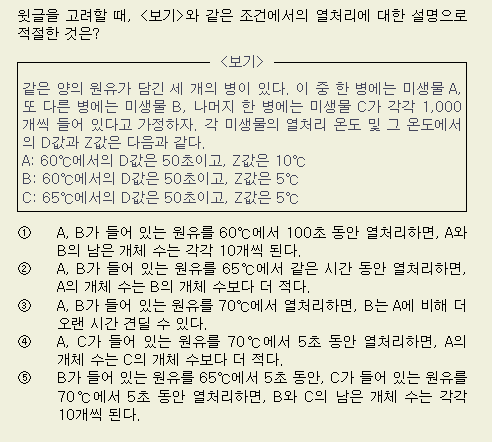 윗글을 고려할 때, <보기>와 같은 조건에서의 열처리에 대한 설명으로
적절한 것은?
<보기>
같은 양의 원유가 담긴 세 개의 병이 있다. 이 중 한 병에는 미생물 A,
또 다른 병에는 미생물 B, 나머지 한 병에는 미생물 C가 각각 1,000
개씩 들어 있다고 가정하자. 각 미생물의 열처리 온도 및 그 온도에서
의 D값과 Z값은 다음과 같다.
A: 60℃에서의 D값은 50초이고, Z값은 10℃
B: 60℃에서의 D값은 50초이고, Z값은 5℃
C: 65℃에서의 D값은 50초이고, Z값은 5℃
① A, B가 들어 있는 원유를 60℃에서 100초 동안 열처리하면, A와
B의 남은 개체 수는 각각 10개씩 된다.
② A, B가 들어 있는 원유를 65℃에서 같은 시간 동안 열처리하면,
A의 개체 수는 B의 개체 수보다 더 적다.
③ A, B가 들어 있는 원유를 70℃에서 열처리하면, B는 A에 비해 더
오랜 시간 견딜 수 있다.
④ A, C가 들어 있는 원유를 70℃에서 5초 동안 열처리하면, A의
개체 수는 C의 개체 수보다 더 적다.
⑤ B가 들어 있는 원유를 65℃에서 5초 동안, C가 들어 있는 원유를
70℃에서 5초 동안 열처리하면, B와 C의 남은 개체 수는 각각
10개씩 된다.